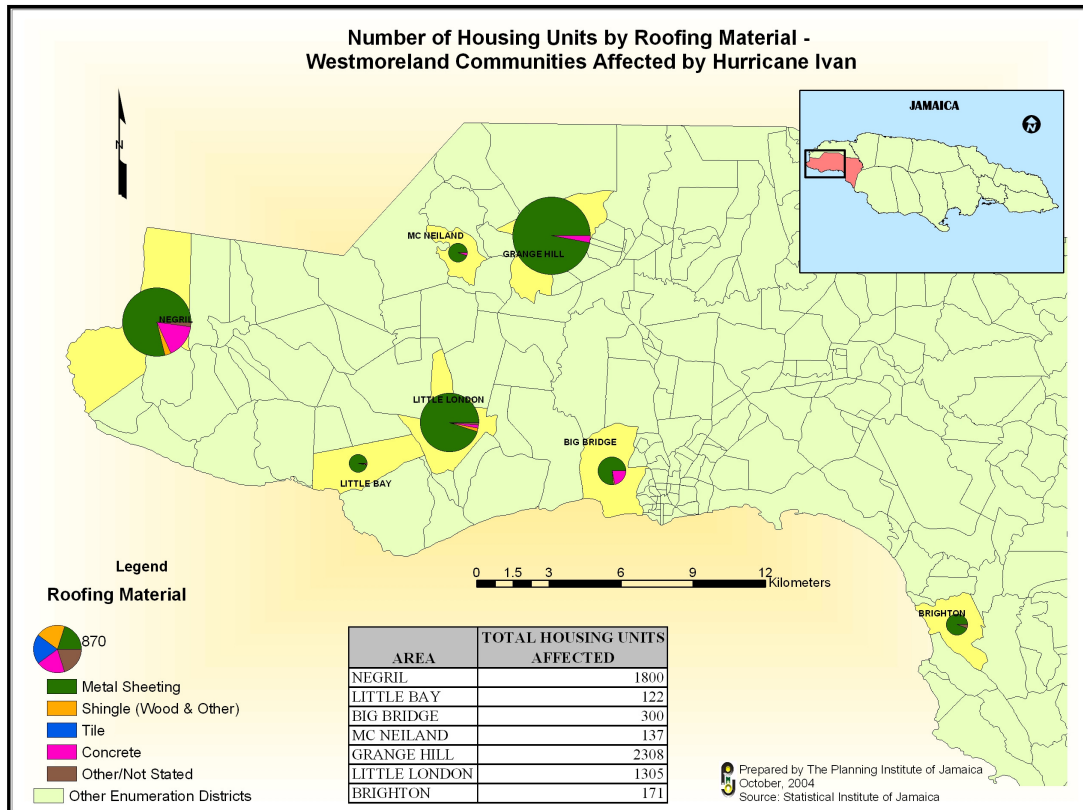 Number of Housing Units by Roofing Material -
Westmoreland Communities Affected by Hurricane Ivan
JAMAICA
N
N
MC NEILAND
GRANGE HILL
NEGRIL
LITTLE LONDON
BIG BRIDGE
LITTLE BAY
BRIGHTON
0 1.5 3 6 9 12
Kilometers
Legend
Roofing Material
870
Metal Sheeting
Shingle (Wood & Other)
Tile
Concrete
Other/Not Stated
Other Enumeration Districts
AREA TOTAL HOUSING UNITS AFFECTED
NEGRIL 1800
LITTLE BAY 122
BIG BRIDGE 300
MC NEILAND 137
GRANGE HILL 2308
LITTLE LONDON 1305
BRIGHTON 171
Prepared by The Planning Institute of Jamaica
October, 2004
Source: Statistical Institute of Jamaica